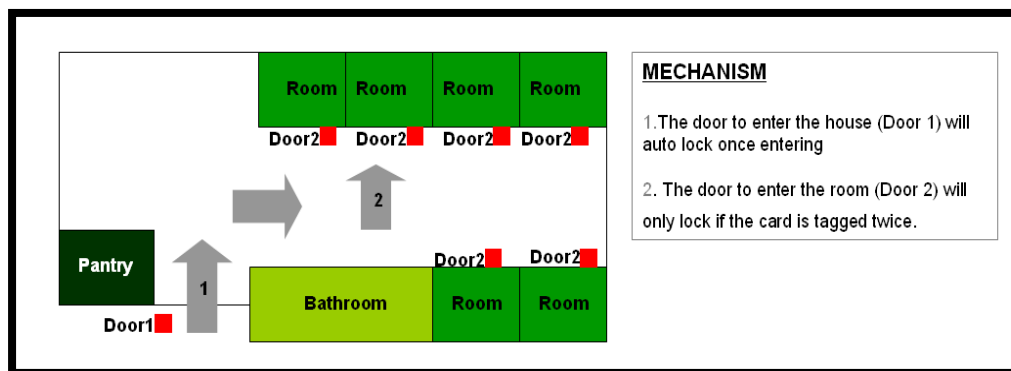 Room Room Room Room
Door2 Door2 Door2 Door2
2
Pantry
1
Door1
Door2 Door2
Bathroom Room Room
MECHANISM
1.The door to enter the house (Door 1) will
auto lock once entering
2. The door to enter the room (Door 2) will
only lock if the card is tagged twice.